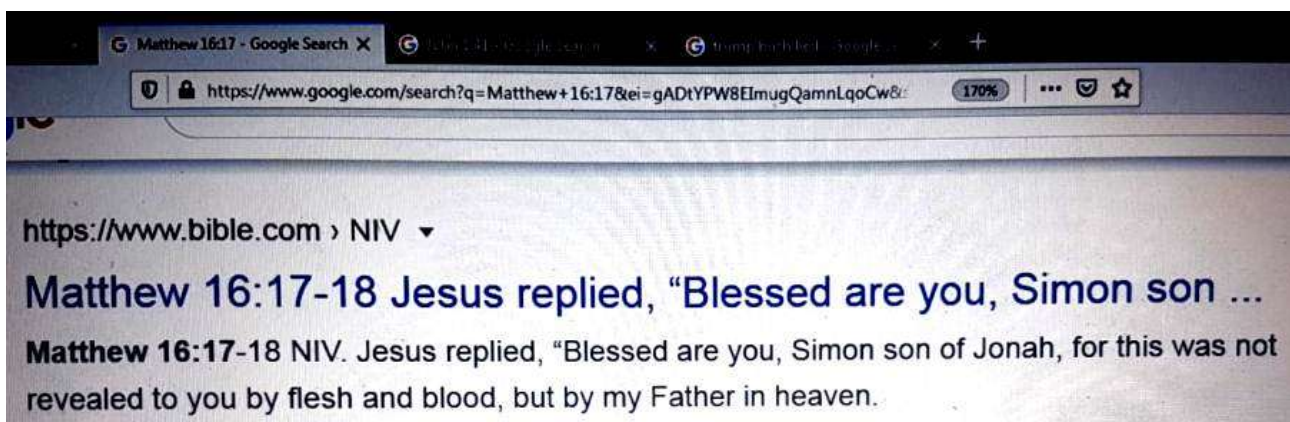 Matthew 16:17 - Google Search
https://www.google.com/search?q=Matthew+16:17&ei=gADtYPW8EImugQamnLqoCw&
170%
https://www.bible.com › NIV
Matthew 16:17-18 Jesus replied, “Blessed are you, Simon son ...
Matthew 16:17-18 NIV. Jesus replied, “Blessed are you, Simon son of Jonah, for this was not
revealed to you by flesh and blood, but by my Father in heaven.